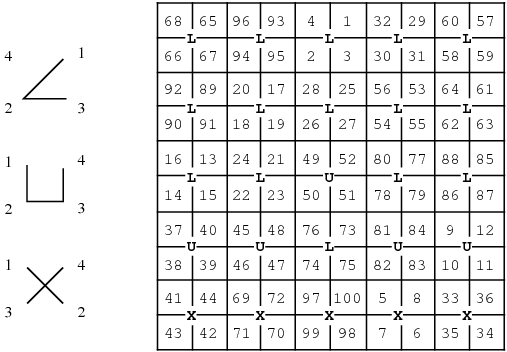 4 1
2 3
1 4
2 3
1 4
3 2
68 65 96 93 4 1 32 29 60 57
L L L L L
66 67 94 95 2 3 30 31 58 59
92 89 20 17 28 25 56 53 64 61
L L L L L
90 91 18 19 26 27 54 55 62 63
16 13 24 21 49 52 80 77 88 85
L L U L L
14 15 22 23 50 51 78 79 86 87
37 40 45 48 76 73 81 84 9 12
U U L U U
38 39 46 47 74 75 82 83 10 11
41 44 69 72 97 100 5 8 33 36
X X X X X
43 42 71 70 99 98 7 6 35 34